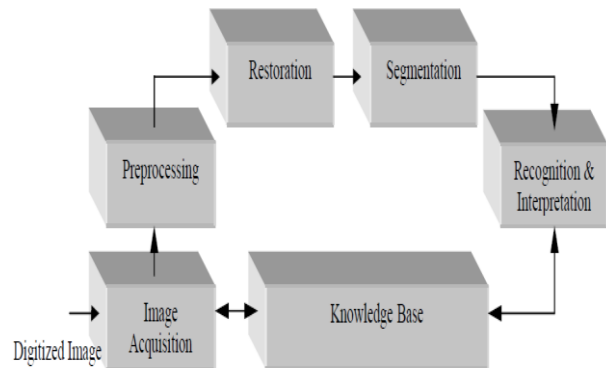 Restoration
Segmentation
Preprocessing
Recognition &
Interpretation
Image
Acquisition
Knowledge Base
Digitized Image